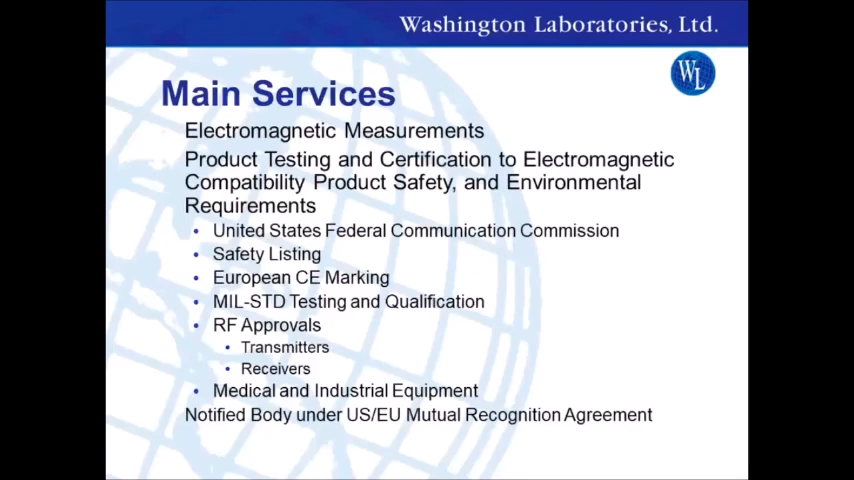 Washington Laboratories, Ltd.
WL
Main Services
Electromagnetic Measurements
Product Testing and Certification to Electromagnetic
Compatibility Product Safety, and Environmental
Requirements
• United States Federal Communication Commission
• Safety Listing
• European CE Marking
• MIL-STD Testing and Qualification
• RF Approvals
• Transmitters
• Receivers
• Medical and Industrial Equipment
Notified Body under US/EU Mutual Recognition Agreement